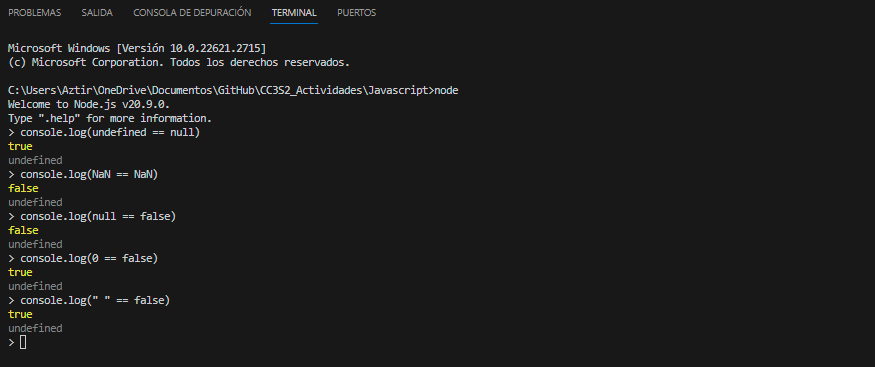 PROBLEMAS SALIDA CONSOLA DE DEPURACIÓN TERMINAL PUERTOS
Microsoft Windows [Versión 10.0.22621.2715]
(c) Microsoft Corporation. Todos los derechos reservados.
C:\Users\Aztir\OneDrive\Documentos\GitHub\CC3S2_Actividades\Javascript>node
Welcome to Node.js v20.9.0.
Type ".help" for more information.
> console.log(undefined == null)
true
undefined
> console.log(NaN == NaN)
false
undefined
> console.log(null == false)
false
undefined
> console.log(0 == false)
true
undefined
> console.log(" " == false)
true
undefined
>